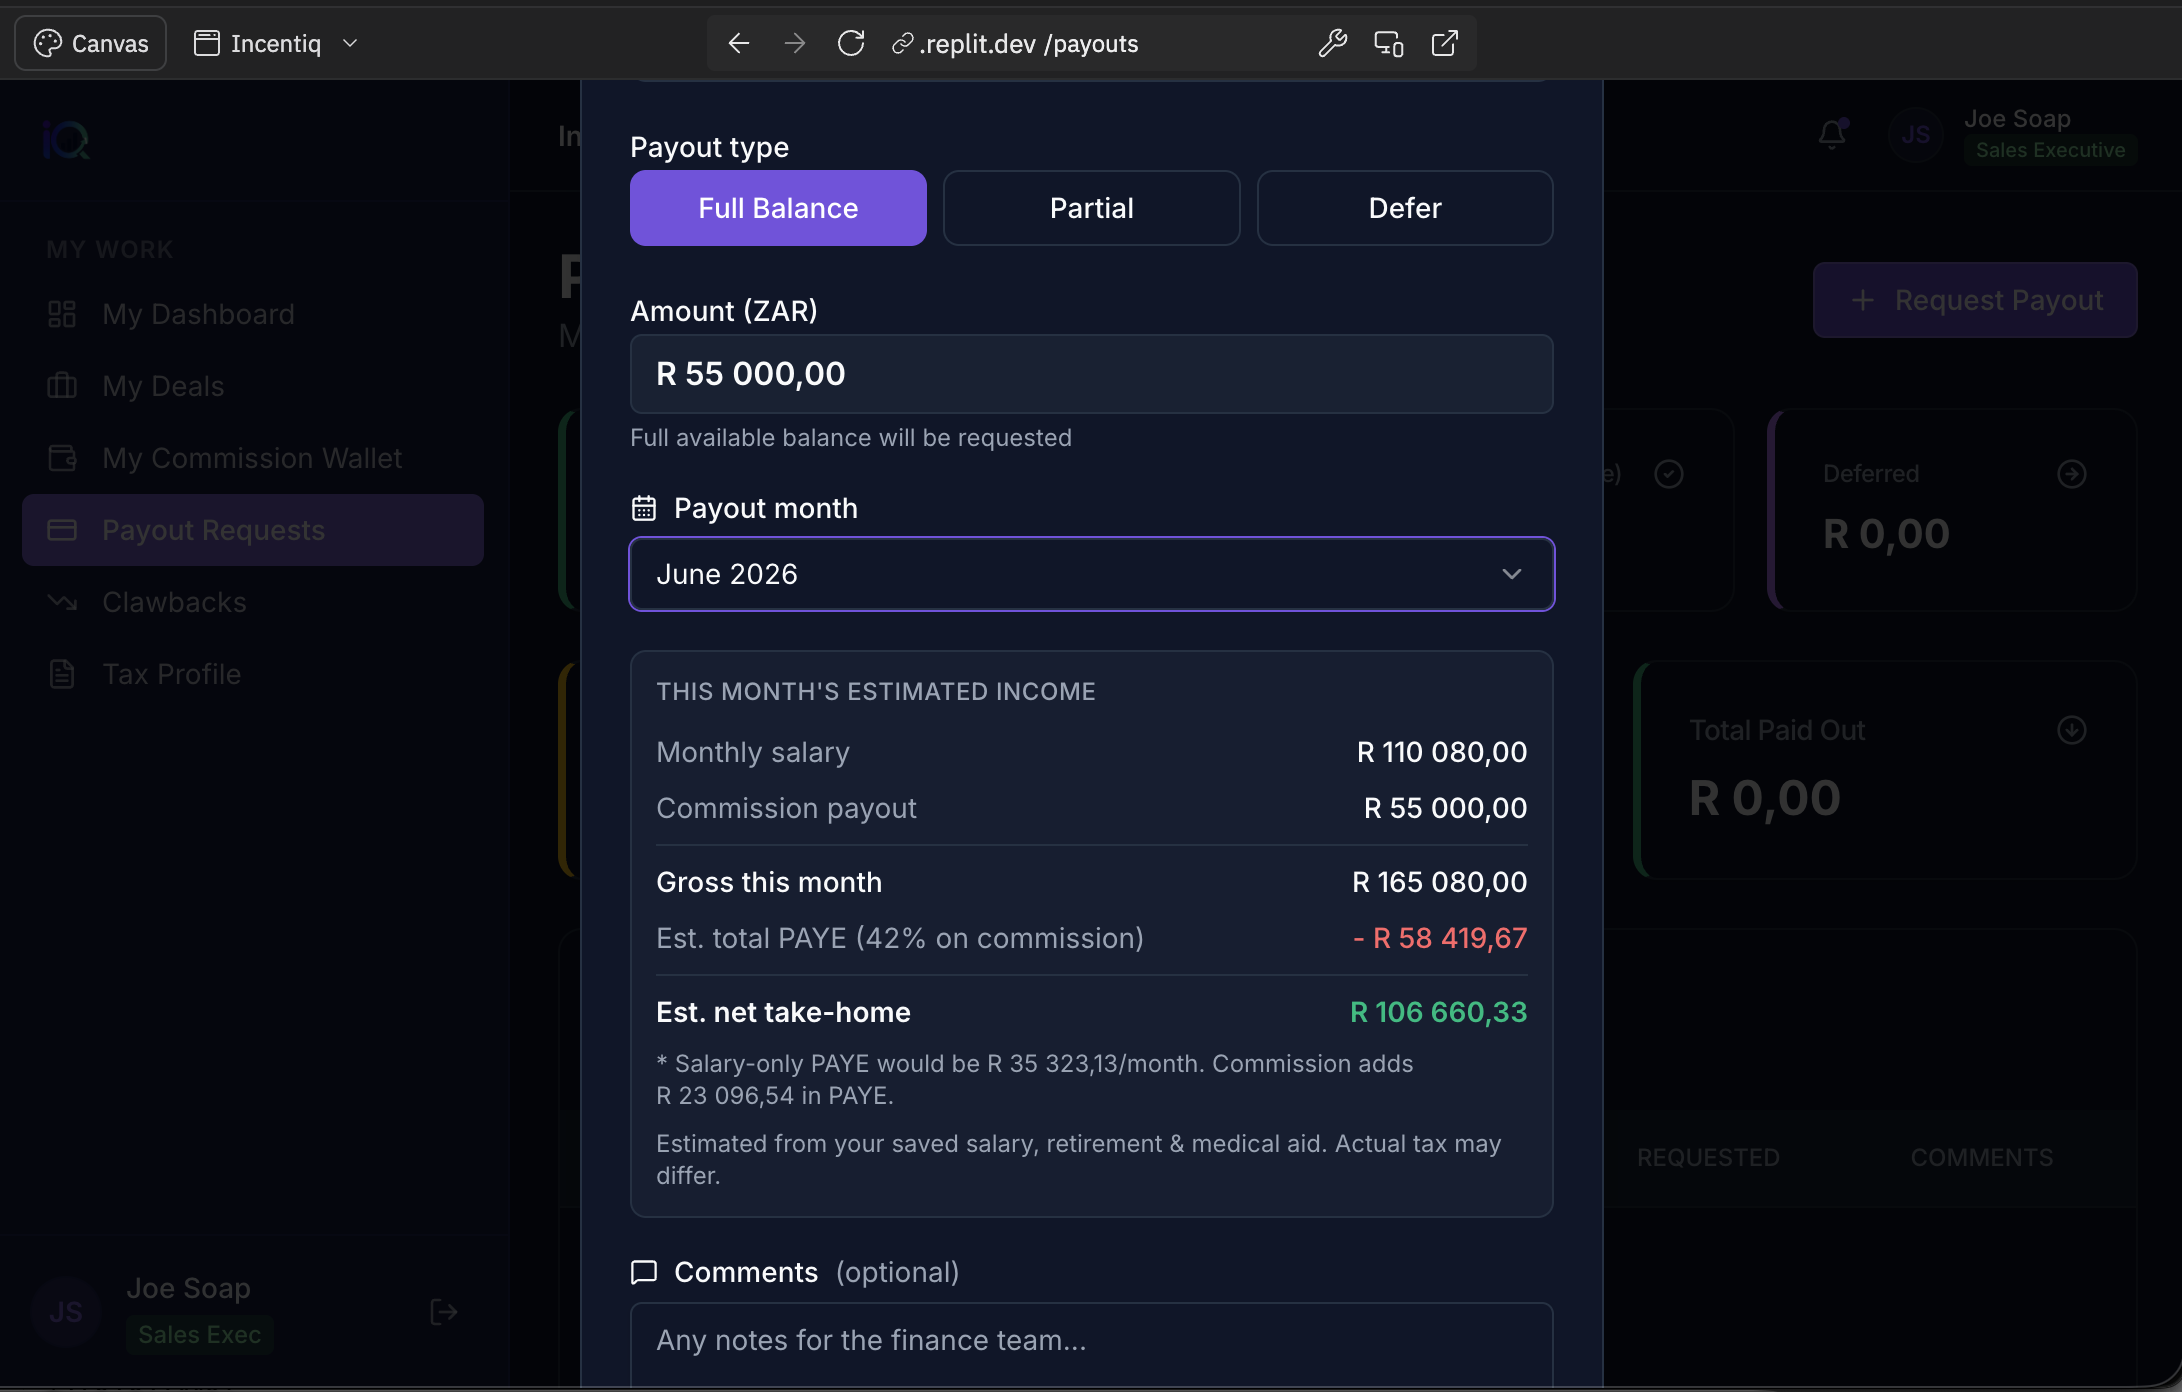 Canvas
Incentiq
.replit.dev /payouts
iQ
JS
Joe Soap
Sales Executive
MY WORK
My Dashboard
My Deals
My Commission Wallet
Payout Requests
Clawbacks
Tax Profile
Request Payout
Deferred
R 0,00
Total Paid Out
R 0,00
REQUESTED
COMMENTS
Payout type
Full Balance
Partial
Defer
Amount (ZAR)
R 55 000,00
Full available balance will be requested
Payout month
June 2026
THIS MONTH'S ESTIMATED INCOME
Monthly salary R 110 080,00
Commission payout R 55 000,00
Gross this month R 165 080,00
Est. total PAYE (42% on commission) - R 58 419,67
Est. net take-home R 106 660,33
* Salary-only PAYE would be R 35 323,13/month. Commission adds
R 23 096,54 in PAYE.
Estimated from your saved salary, retirement & medical aid. Actual tax may
differ.
Comments (optional)
Any notes for the finance team...
JS
Joe Soap
Sales Exec